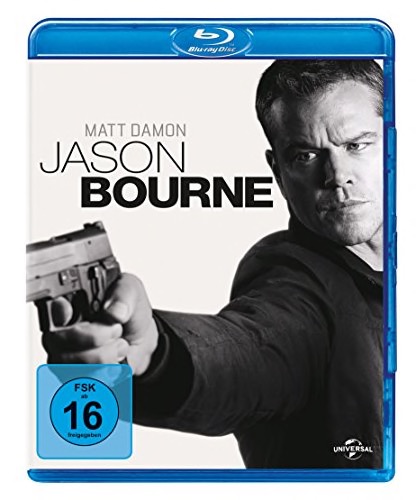 Blu-ray Disc
MATT DAMON
JASON
BOURNE
FSK
ab
16
freigegeben
UNIVERSAL